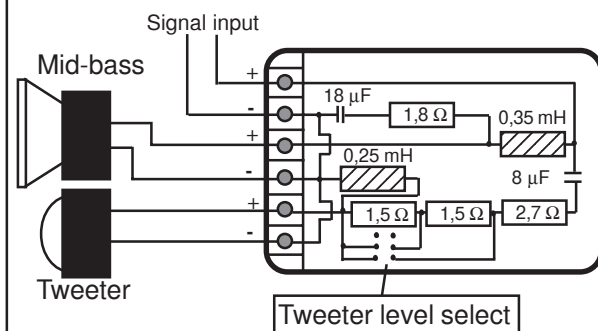 Signal input
Mid-bass
+
-
+
-
+
-
18 µF
1,8 Ω
0,35 mH
0,25 mH
8 µF
1,5 Ω
1,5 Ω
2,7 Ω
Tweeter
Tweeter level select